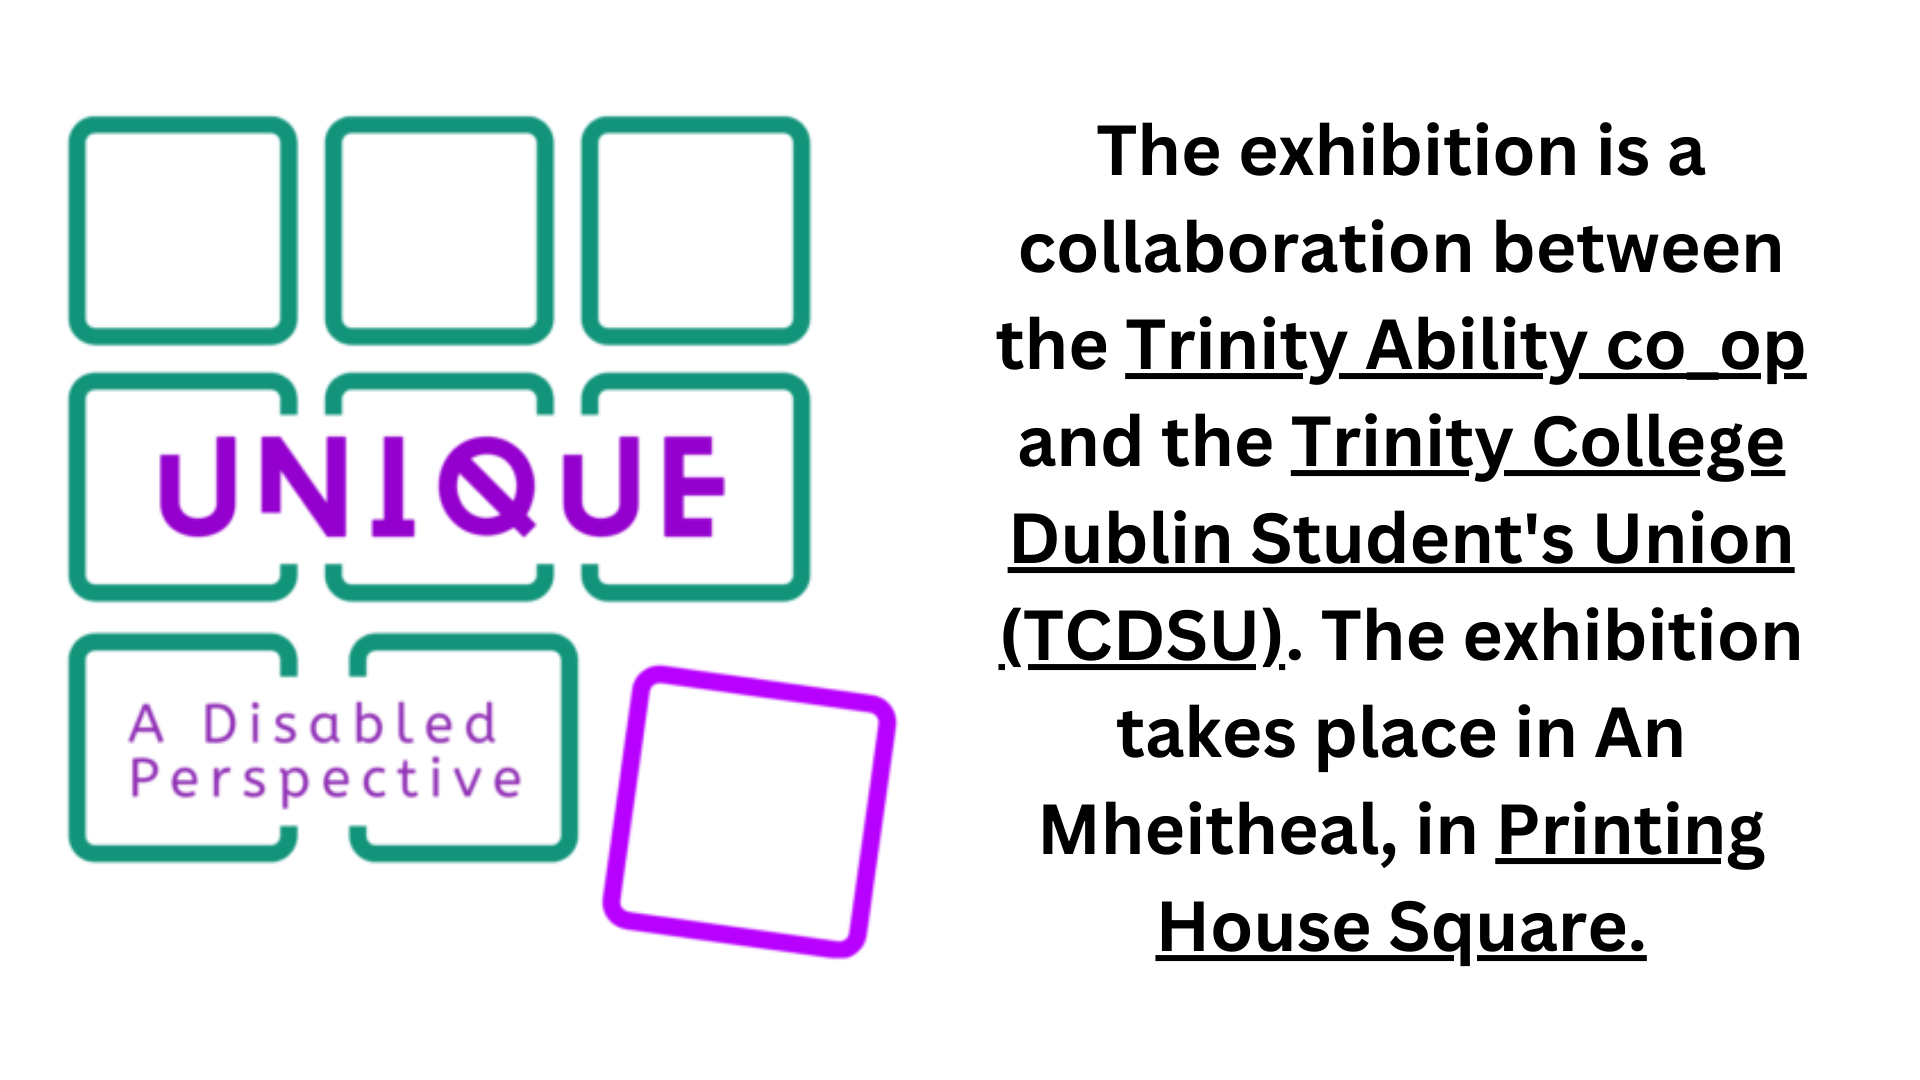 UNIQUE
A Disabled
Perspective
The exhibition is a
collaboration between
the Trinity Ability co_op
and the Trinity College
Dublin Student's Union
(TCDSU). The exhibition
takes place in An
Mheitheal, in Printing
House Square.